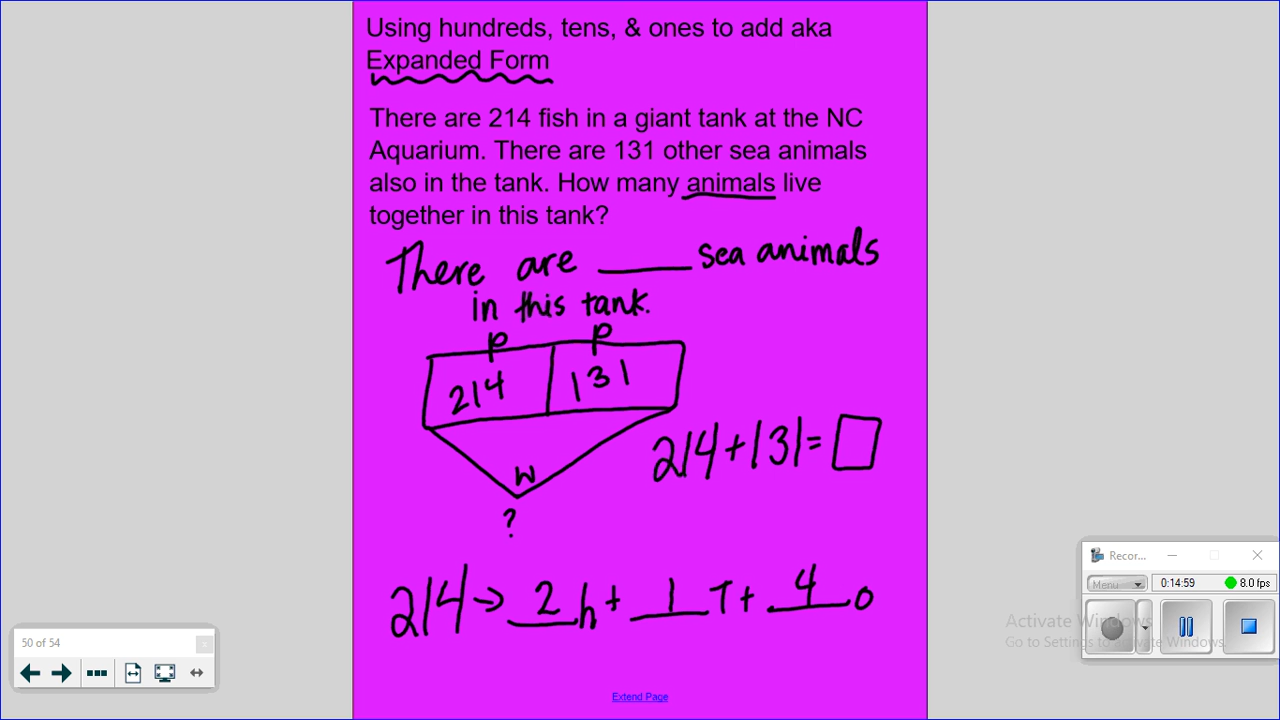 Using hundreds, tens, & ones to add aka
Expanded Form
There are 214 fish in a giant tank at the NC
Aquarium. There are 131 other sea animals
also in the tank. How many animals live
together in this tank?
There are ____ sea animals
in this tank.
P P
214 131
W
?
214+131=□
214→ 2 h+ 1 T+ 4 o
Extend Page
50 of 54
x
Recor...
Menu
0:14:59
8.0 fps
Activate Windows
Go to Settings to activate Windows.